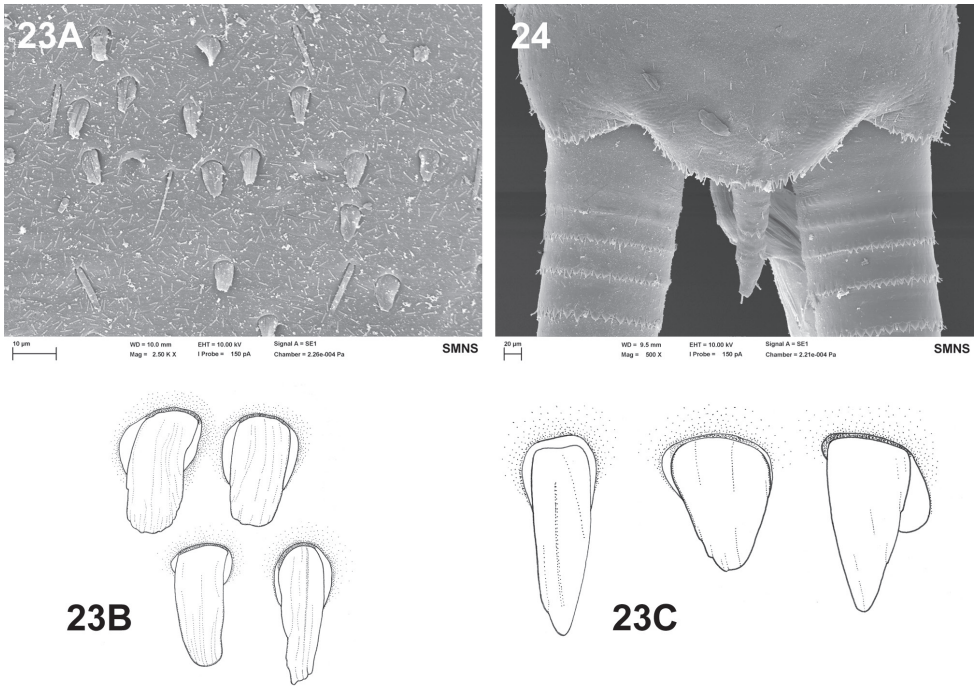 23A
10 µm
WD = 10.0 mm EHT = 10.00 kV Signal A = SE1
Mag = 2.50 K X I Probe = 150 pA Chamber = 2.26e-004 Pa
SMNS
24
20 µm
WD = 9.5 mm EHT = 10.00 kV Signal A = SE1
Mag = 500 X I Probe = 150 pA Chamber = 2.21e-004 Pa
SMNS
23B
23C